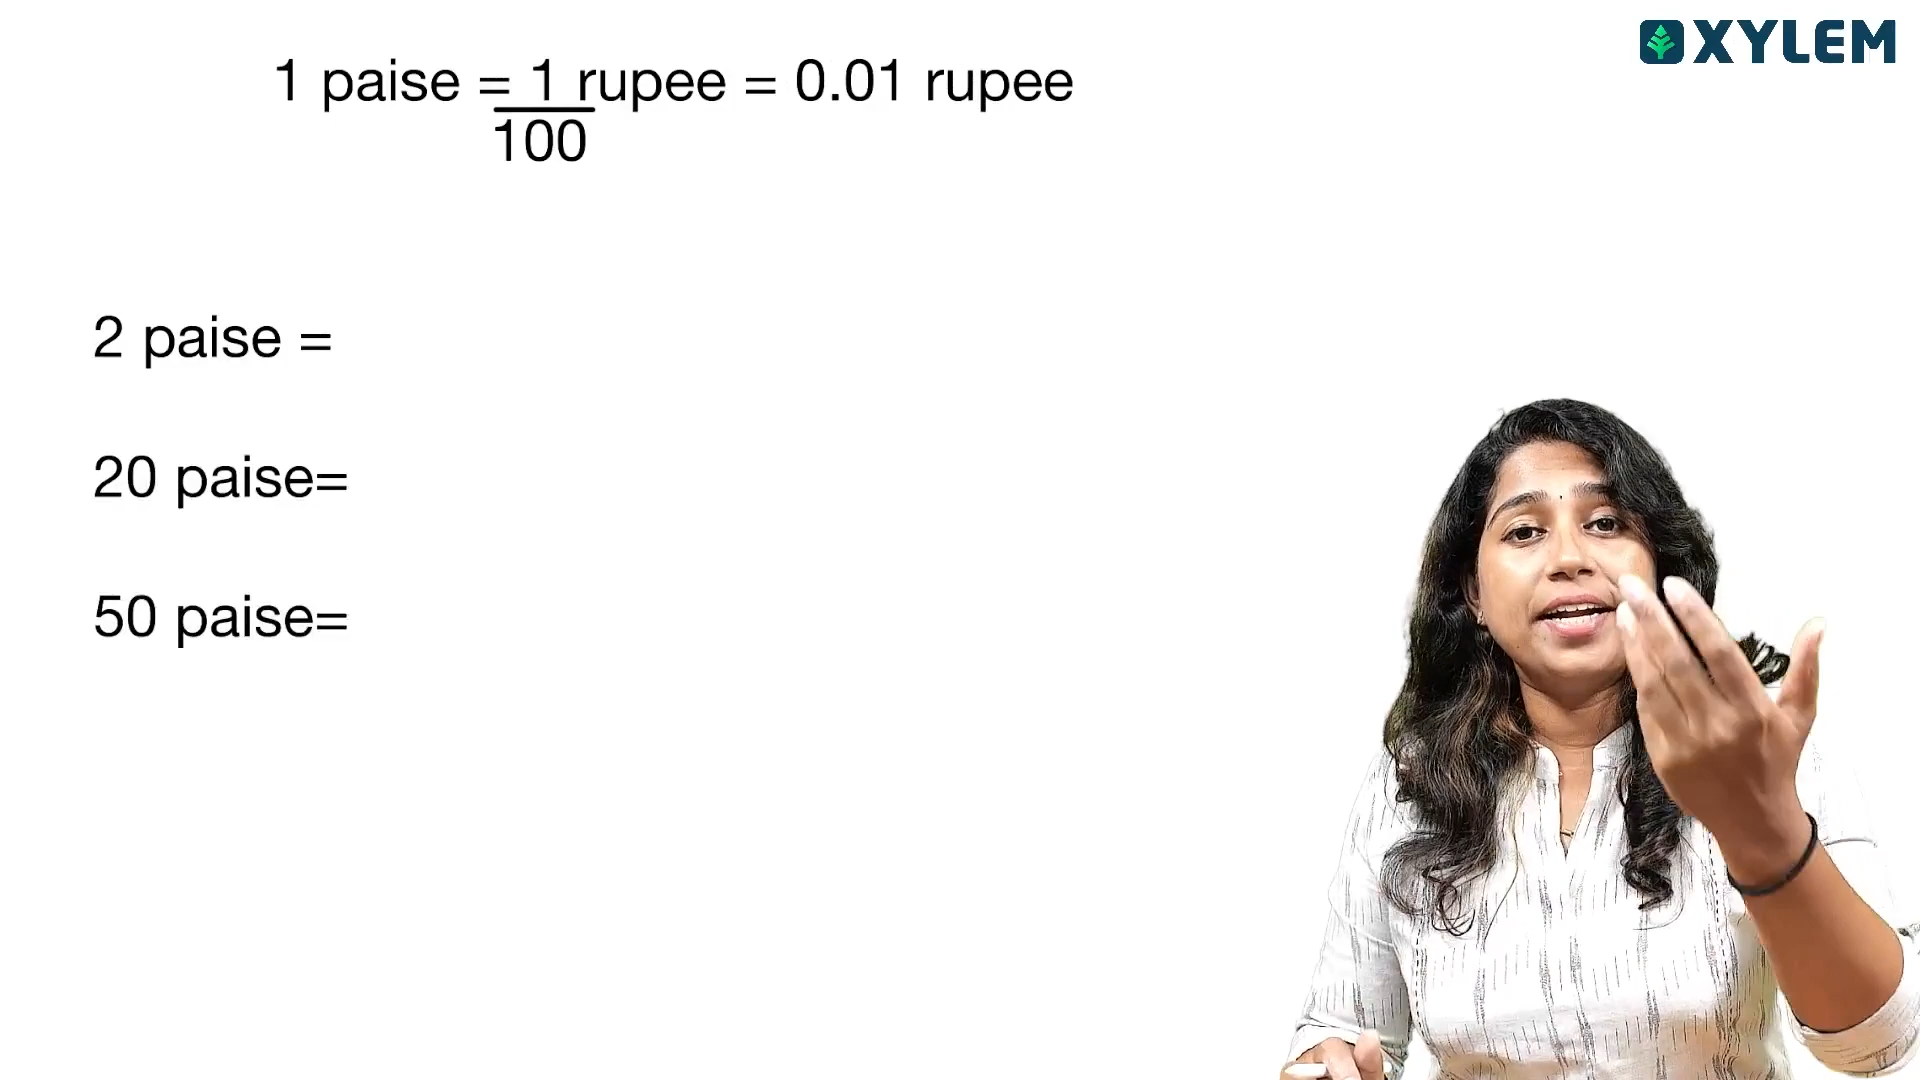 XYLEM
1 paise = 1 rupee = 0.01 rupee
100
2 paise =
20 paise=
50 paise=